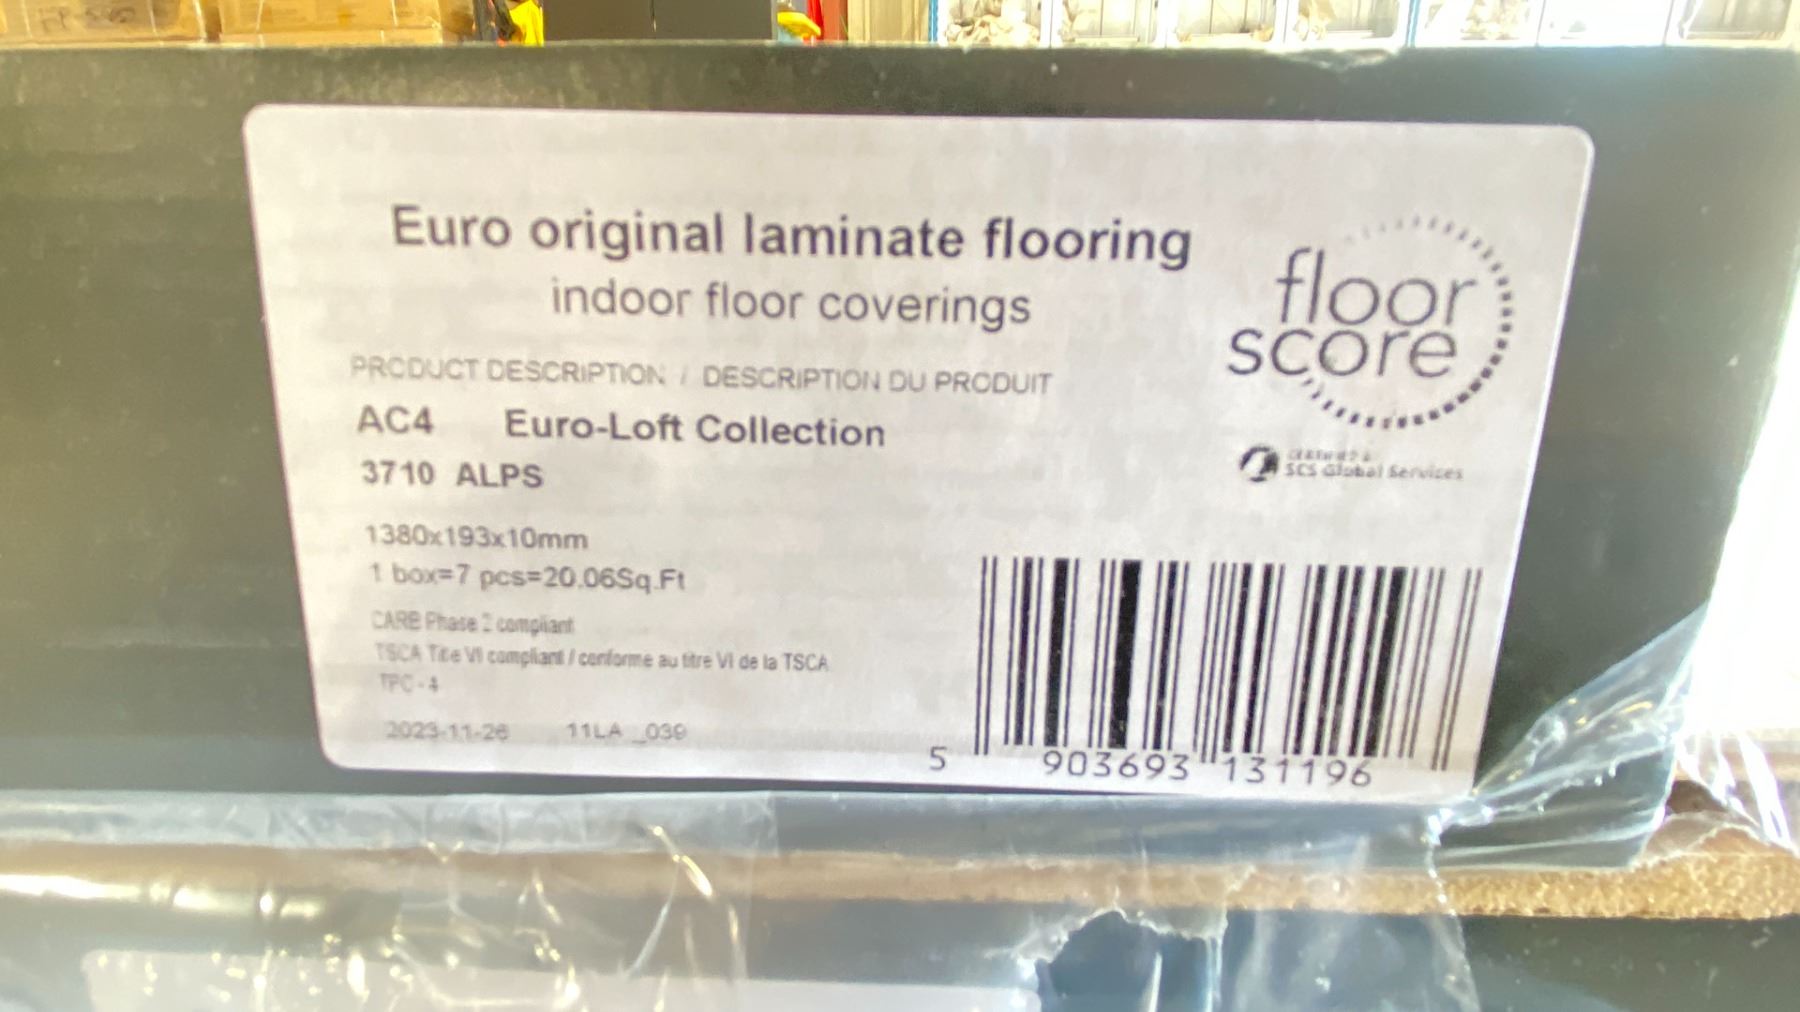 Euro original laminate flooring
indoor floor coverings
floor
score
PRODUCT DESCRIPTION / DESCRIPTION DU PRODUIT
AC4 Euro-Loft Collection
3710 ALPS
SCS Global Services
1380x193x10mm
1 box=7 pcs=20.06Sq.Ft
CARB Phase 2 compliant
TSCA Title VI compliant / conforme au titre VI de la TSCA
TPC-4
2023-11-26 11LA_039
5 903693 131196